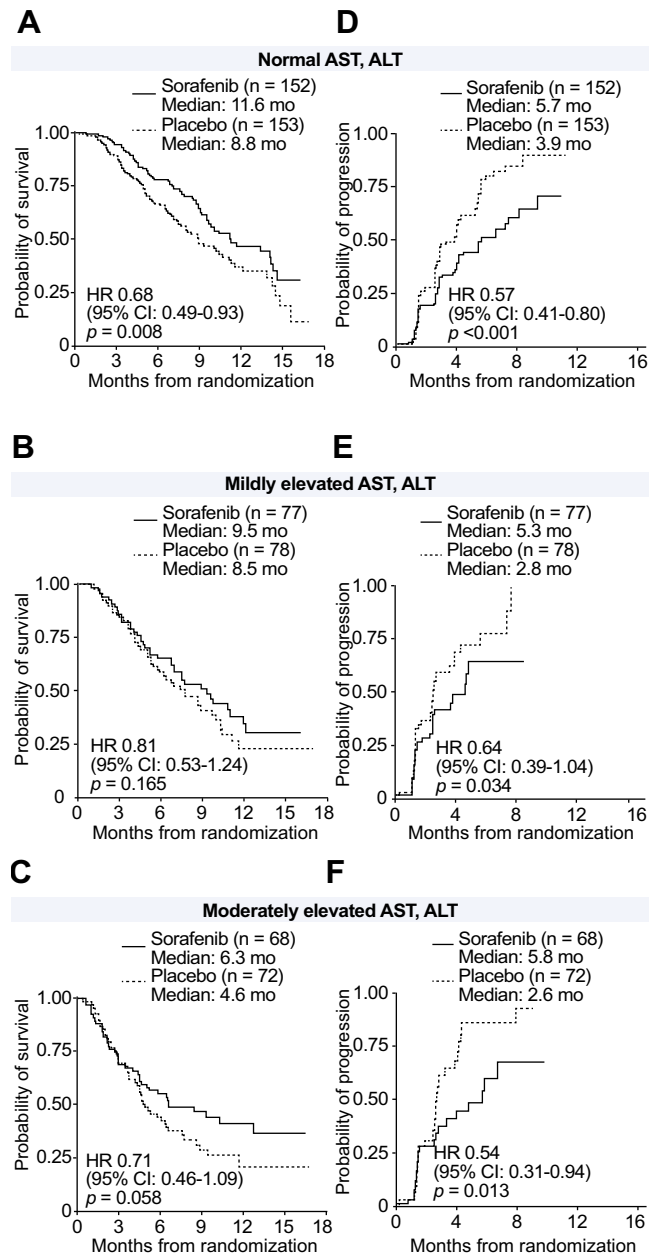 A
D
Normal AST, ALT
Sorafenib (n = 152)
Median: 11.6 mo
Placebo (n = 153)
Median: 8.8 mo
Probability of survival
1.00
0.75
0.50
0.25
0
HR 0.68
(95% CI: 0.49-0.93)
p = 0.008
0 3 6 9 12 15 18
Months from randomization
Sorafenib (n = 152)
Median: 5.7 mo
Placebo (n = 153)
Median: 3.9 mo
Probability of progression
1.00
0.75
0.50
0.25
0
HR 0.57
(95% CI: 0.41-0.80)
p <0.001
0 4 8 12 16
Months from randomization
B
E
Mildly elevated AST, ALT
Sorafenib (n = 77)
Median: 9.5 mo
Placebo (n = 78)
Median: 8.5 mo
Probability of survival
1.00
0.75
0.50
0.25
0
HR 0.81
(95% CI: 0.53-1.24)
p = 0.165
0 3 6 9 12 15 18
Months from randomization
Sorafenib (n = 77)
Median: 5.3 mo
Placebo (n = 78)
Median: 2.8 mo
Probability of progression
1.00
0.75
0.50
0.25
0
HR 0.64
(95% CI: 0.39-1.04)
p = 0.034
0 4 8 12 16
Months from randomization
C
F
Moderately elevated AST, ALT
Sorafenib (n = 68)
Median: 6.3 mo
Placebo (n = 72)
Median: 4.6 mo
Probability of survival
1.00
0.75
0.50
0.25
0
HR 0.71
(95% CI: 0.46-1.09)
p = 0.058
0 3 6 9 12 15 18
Months from randomization
Sorafenib (n = 68)
Median: 5.8 mo
Placebo (n = 72)
Median: 2.6 mo
Probability of progression
1.00
0.75
0.50
0.25
0
HR 0.54
(95% CI: 0.31-0.94)
p = 0.013
0 4 8 12 16
Months from randomization